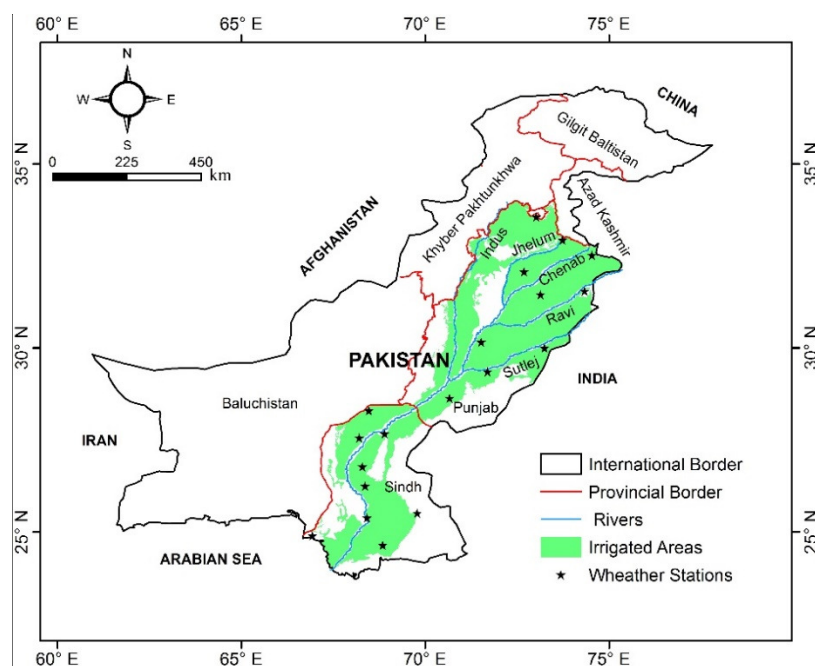 60° E
65° E
70° E
75° E
N
W
E
S
0
225
450
km
35° N
30° N
25° N
CHINA
Gilgit Baltistan
Khyber Pakhtunkhwa
Azad Kashmir
AFGHANISTAN
Indus
Jhelum
Chenab
Ravi
Sutlej
PAKISTAN
INDIA
Baluchistan
Punjab
IRAN
Sindh
ARABIAN SEA
International Border
Provincial Border
Rivers
Irrigated Areas
Wheather Stations
35° N
30° N
25° N
60° E
65° E
70° E
75° E